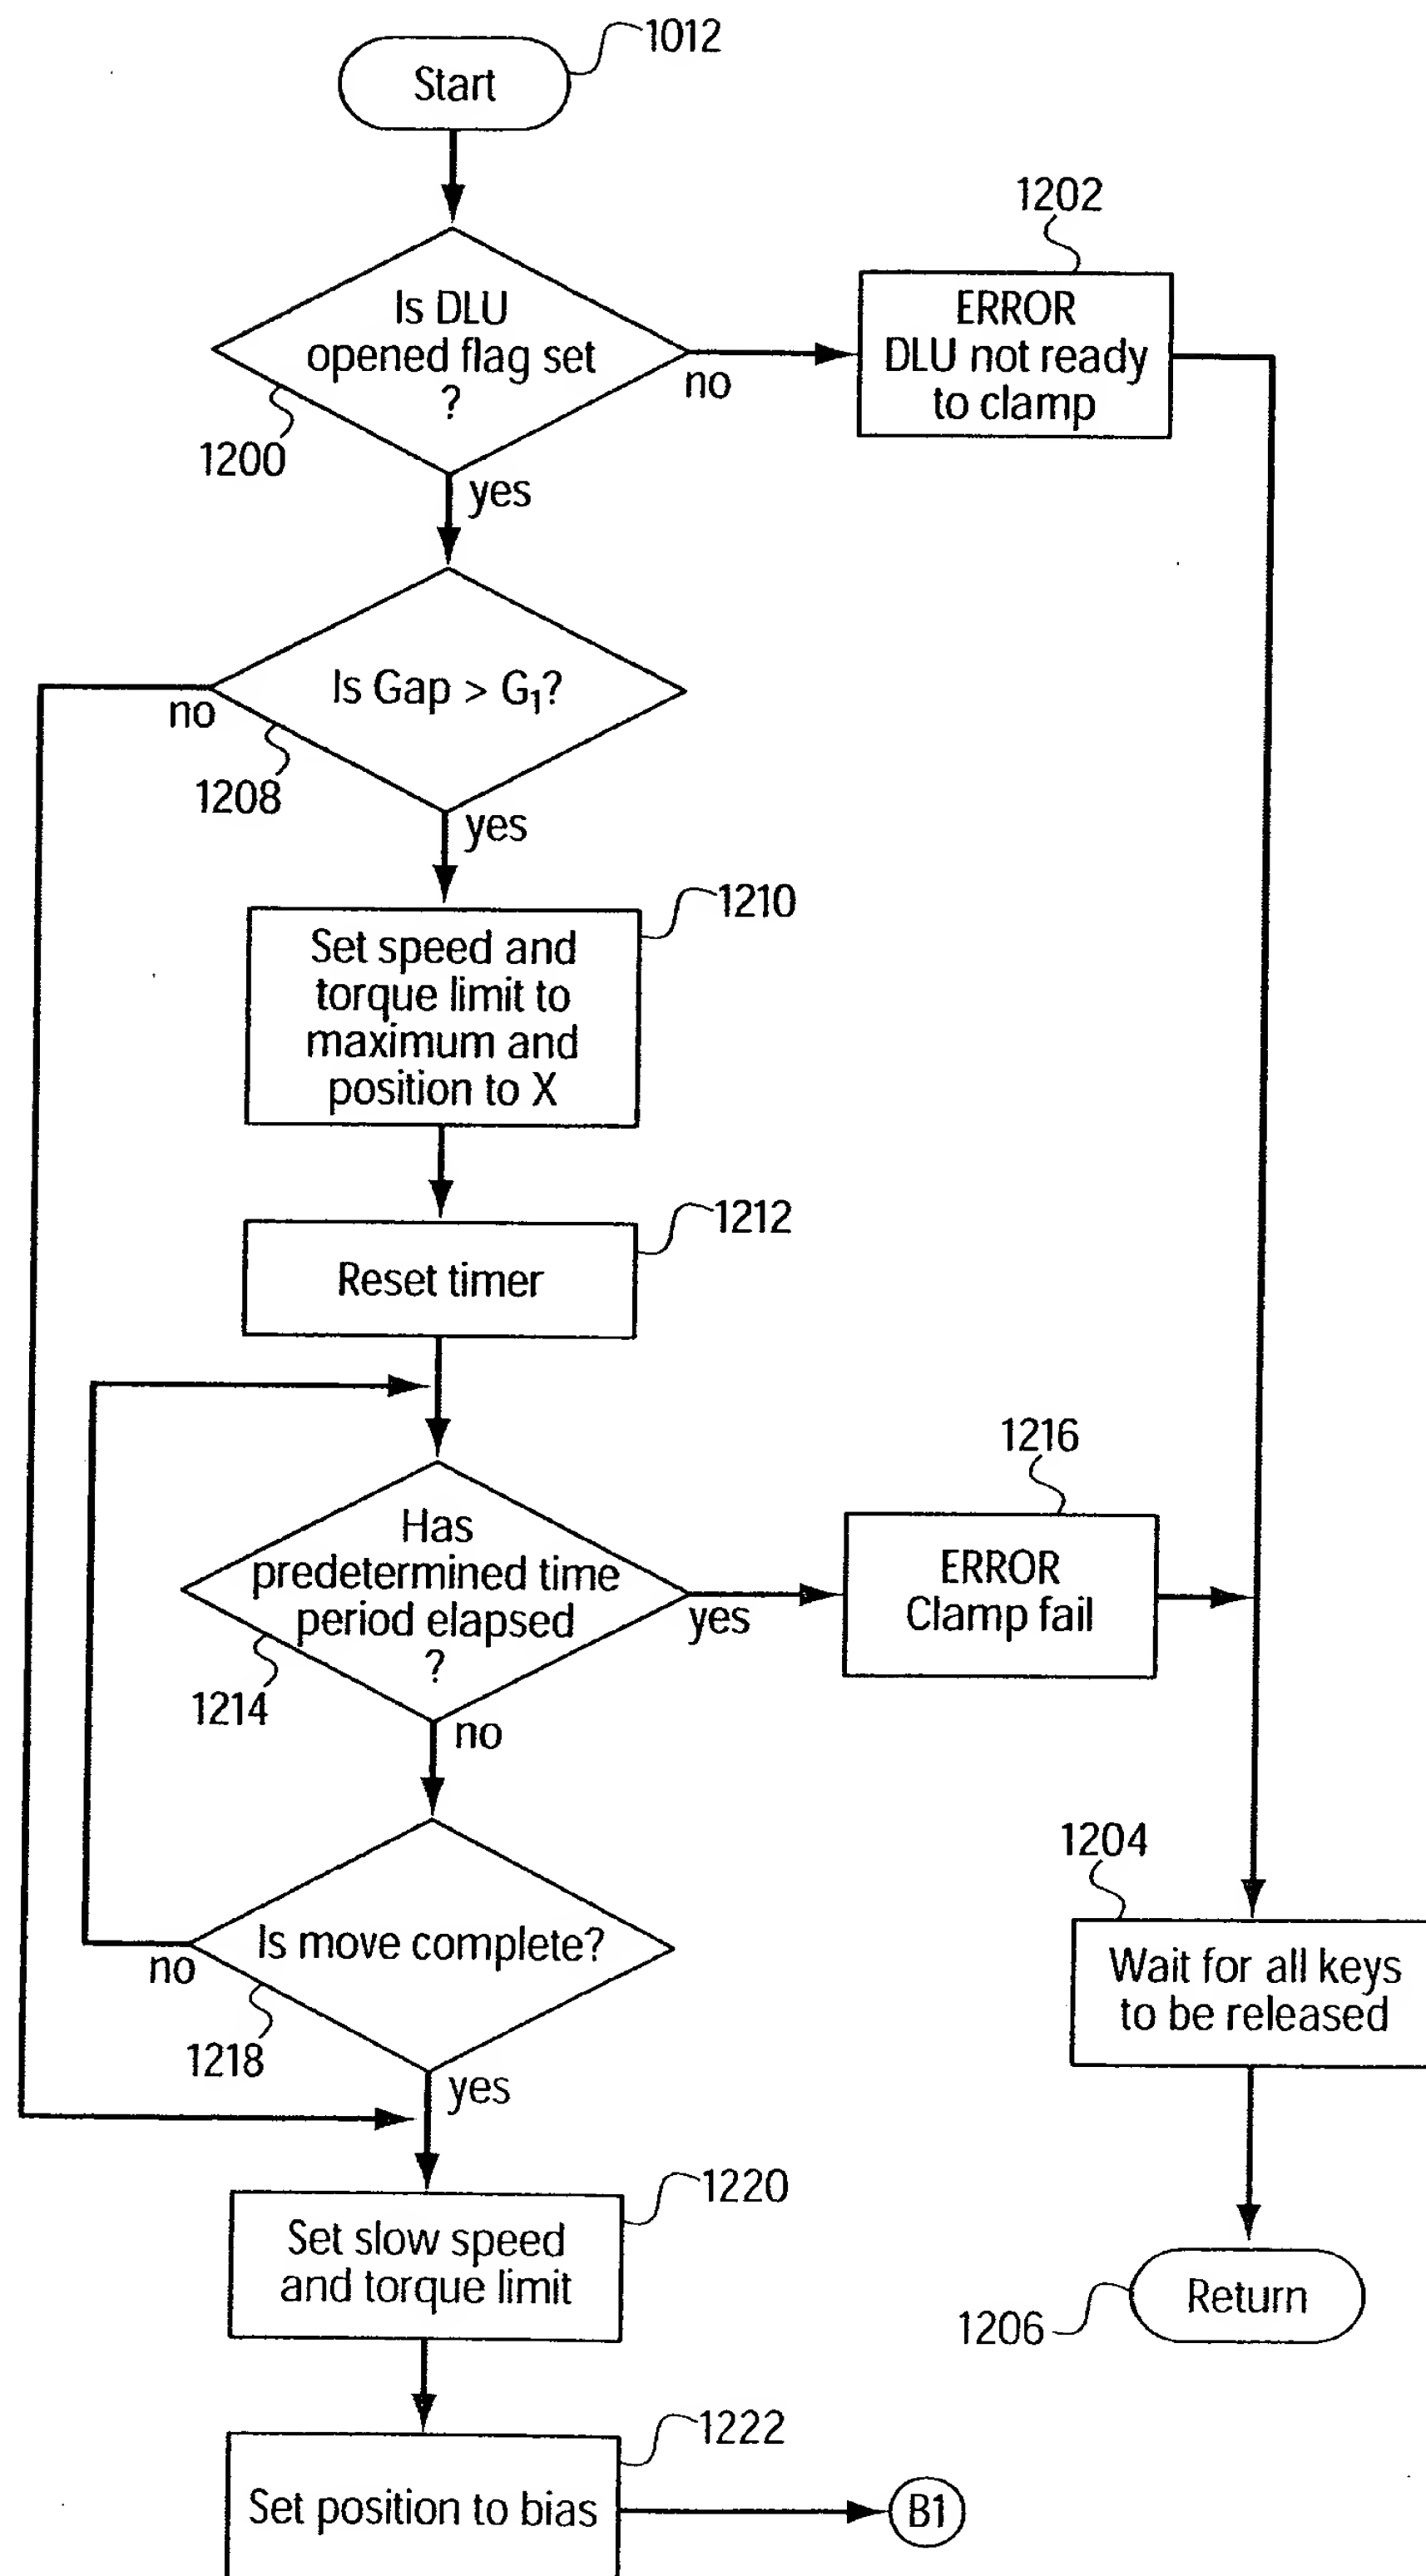 1012
Start
1202
Is DLU
opened flag set
?
no
ERROR
DLU not ready
to clamp
1200
yes
Is Gap > G₁?
no
1208
yes
1210
Set speed and
torque limit to
maximum and
position to X
1212
Reset timer
1216
Has
predetermined time
period elapsed
?
yes
ERROR
Clamp fail
1214
no
1204
Is move complete?
no
Wait for all keys
to be released
1218
yes
1220
Set slow speed
and torque limit
Return
1206
1222
Set position to bias
B1